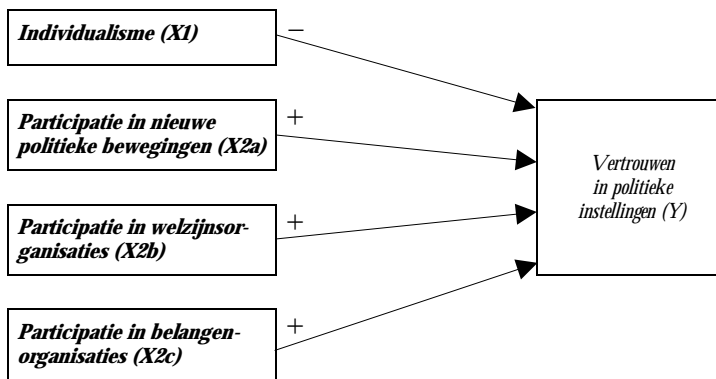 Individualisme (X1)
−
Participatie in nieuwe
politieke bewegingen (X2a)
+
Participatie in welzijnsor-
ganisaties (X2b)
+
Participatie in belangen-
organisaties (X2c)
+
Vertrouwen
in politieke
instellingen (Y)